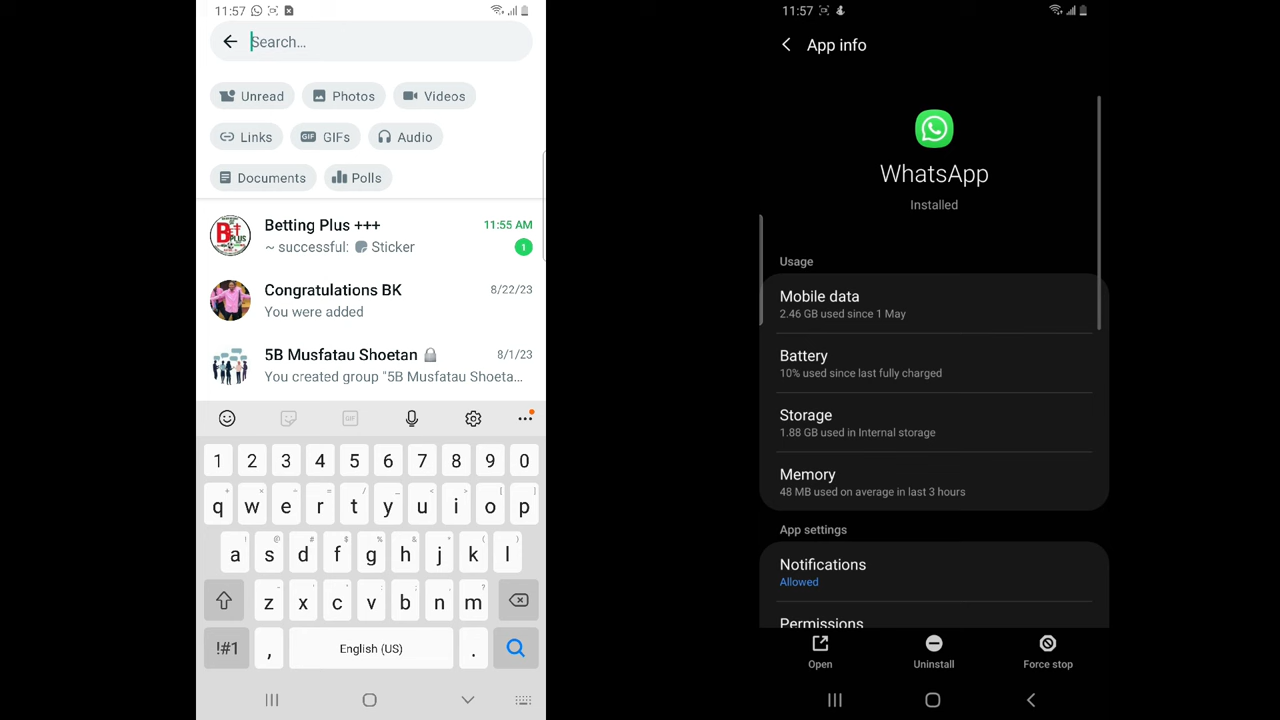 11:57
Search...
Unread
Photos
Videos
Links
GIF GIFs
Audio
Documents
Polls
Betting Plus +++ 11:55 AM
~ successful: Sticker 1
Congratulations BK 8/22/23
You were added
5B Musfatau Shoetan 8/1/23
You created group "5B Musfatau Shoeta...
GIF
1 2 3 4 5 6 7 8 9 0
q w e r t y u i o p
a s d f g h j k l
z x c v b n m
!#1 , English (US) .
11:57
App info
WhatsApp
Installed
Usage
Mobile data
2.46 GB used since 1 May
Battery
10% used since last fully charged
Storage
1.88 GB used in Internal storage
Memory
48 MB used on average in last 3 hours
App settings
Notifications
Allowed
Permissions
Open
Uninstall
Force stop